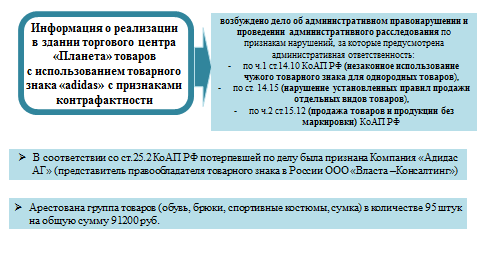 Информация о реализации
в здании торгового центра
«Планета» товаров
с использованием товарного
знака «adidas» с признаками
контрафактности
возбуждено дело об административном правонарушении и
проведении административного расследования по
признакам нарушений, за которые предусмотрена
административная ответственность:
- по ч.1 ст.14.10 КоАП РФ (незаконное использование
чужого товарного знака для однородных товаров),
- по ст. 14.15 (нарушение установленных правил продажи
отдельных видов товаров),
- по ч.2 ст.15.12 (продажа товаров и продукции без
маркировки) КоАП РФ
➢ В соответствии со ст.25.2 КоАП РФ потерпевшей по делу была признана Компания «Адидас
АГ» (представитель правообладателя товарного знака в России ООО «Власта –Консалтинг»)
➢ Арестована группа товаров (обувь, брюки, спортивные костюмы, сумка) в количестве 95 штук
на общую сумму 91200 руб.